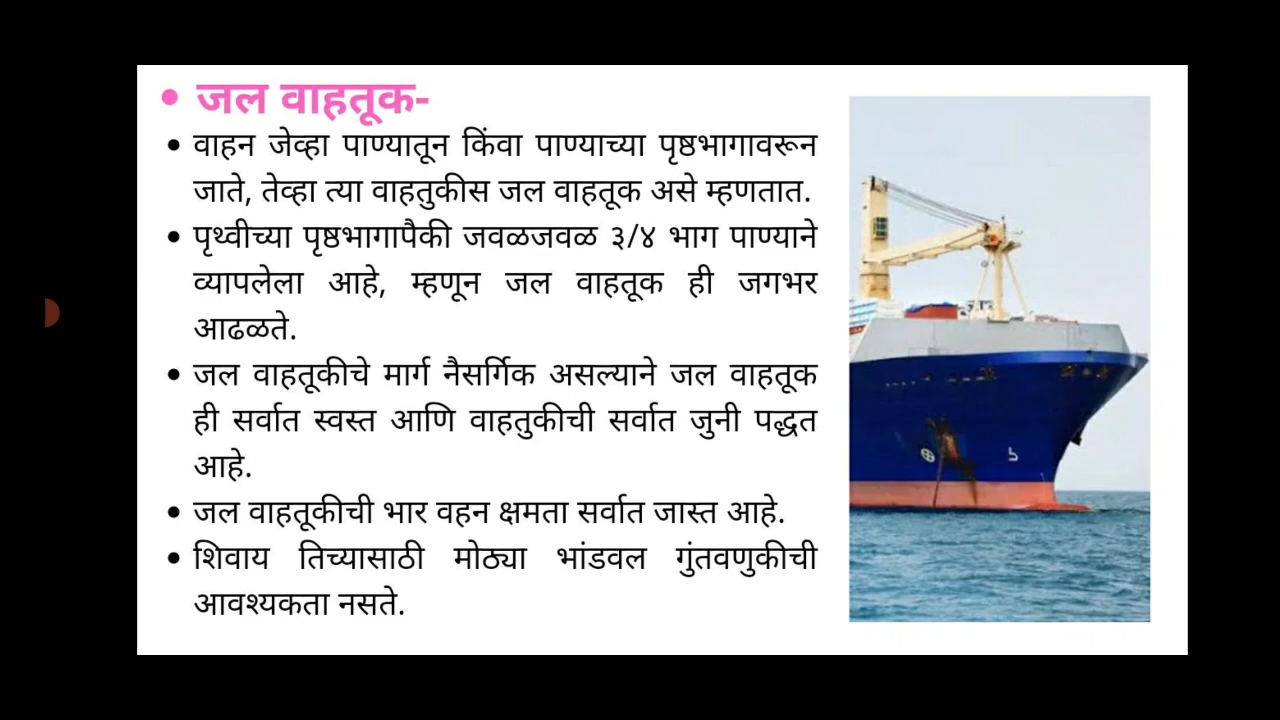 • जल वाहतूक-
• वाहन जेव्हा पाण्यातून किंवा पाण्याच्या पृष्ठभागावरून
जाते, तेव्हा त्या वाहतुकीस जल वाहतूक असे म्हणतात.
• पृथ्वीच्या पृष्ठभागापैकी जवळजवळ ३/४ भाग पाण्याने
व्यापलेला आहे, म्हणून जल वाहतूक ही जगभर
आढळते.
• जल वाहतूकीचे मार्ग नैसर्गिक असल्याने जल वाहतूक
ही सर्वात स्वस्त आणि वाहतुकीची सर्वात जुनी पद्धत
आहे.
• जल वाहतूकीची भार वहन क्षमता सर्वात जास्त आहे.
• शिवाय तिच्यासाठी मोठ्या भांडवल गुंतवणुकीची
आवश्यकता नसते.